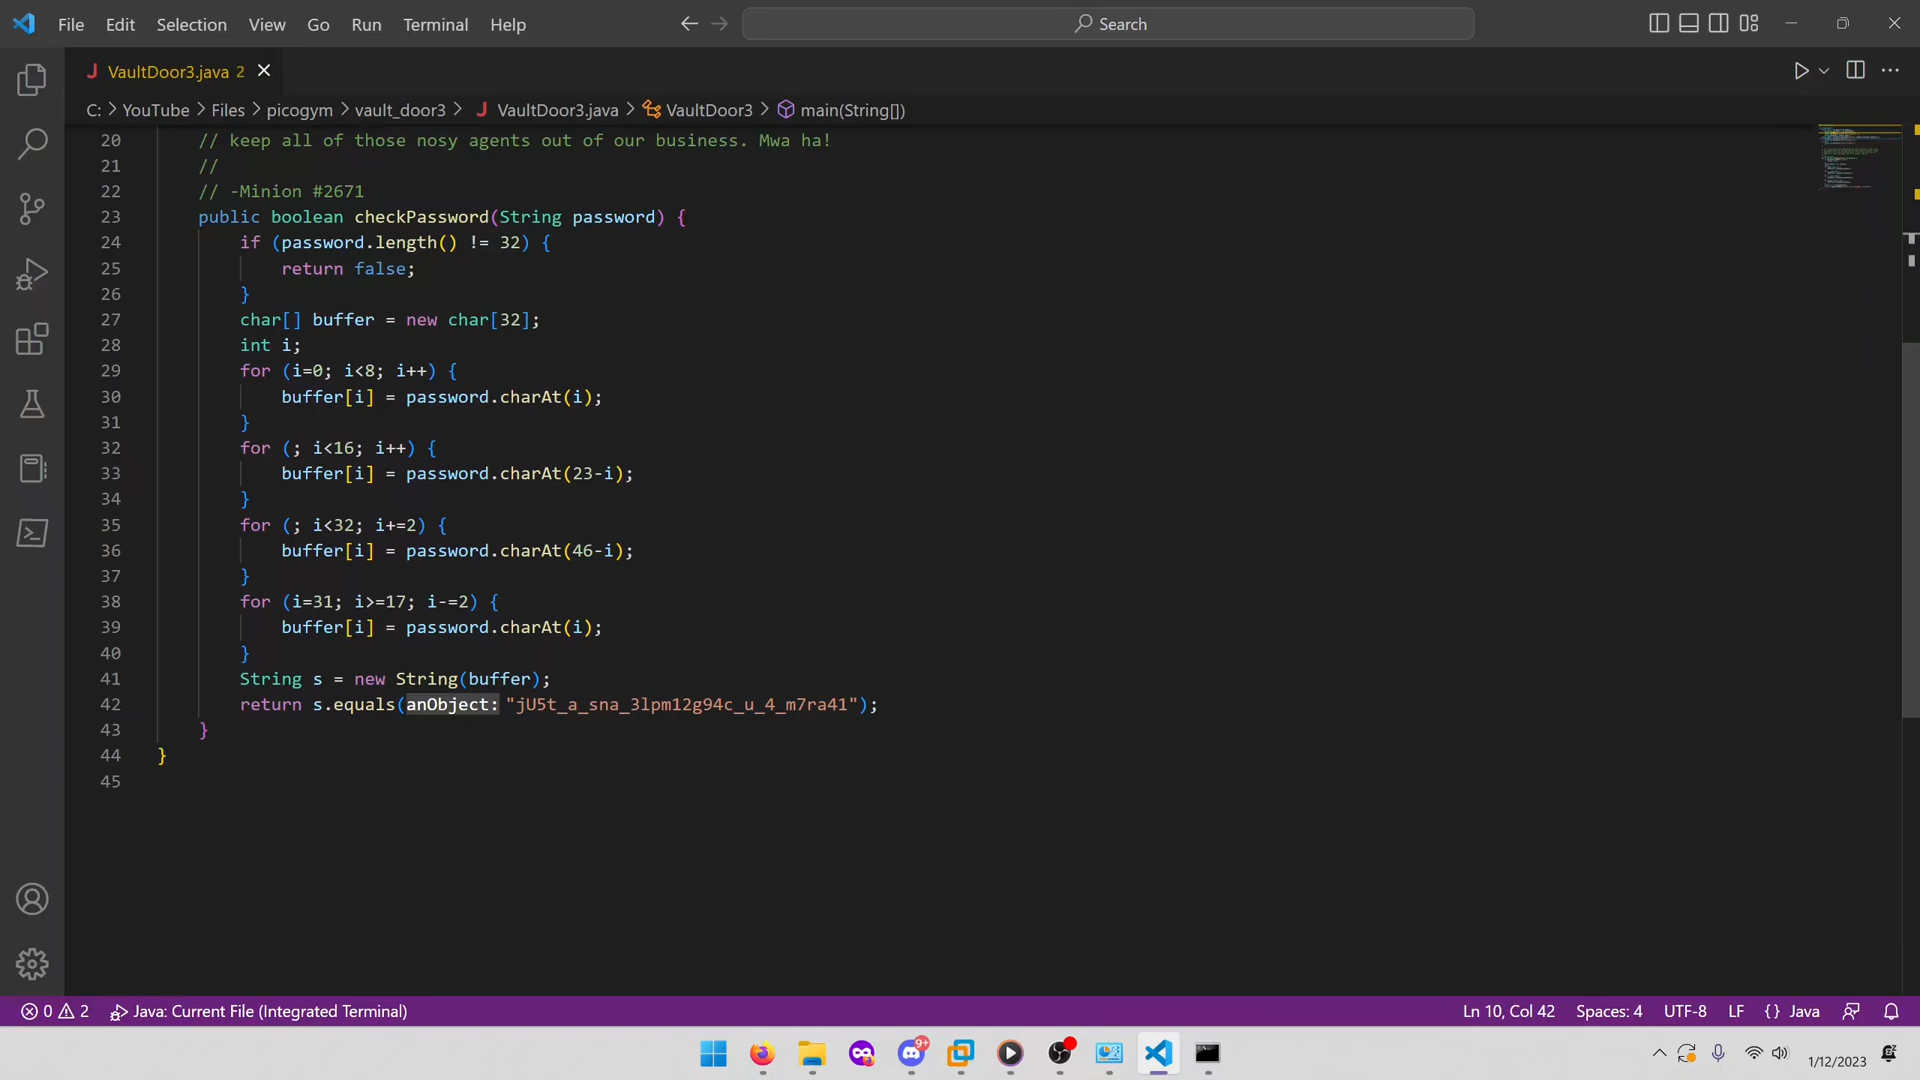 File Edit Selection View Go Run Terminal Help
Search
J VaultDoor3.java 2
C: > YouTube > Files > picogym > vault_door3 > J VaultDoor3.java > VaultDoor3 > main(String[])
20 // keep all of those nosy agents out of our business. Mwa ha!
21 //
22 // -Minion #2671
23 public boolean checkPassword(String password) {
24 if (password.length() != 32) {
25 return false;
26 }
27 char[] buffer = new char[32];
28 int i;
29 for (i=0; i<8; i++) {
30 buffer[i] = password.charAt(i);
31 }
32 for (; i<16; i++) {
33 buffer[i] = password.charAt(23-i);
34 }
35 for (; i<32; i+=2) {
36 buffer[i] = password.charAt(46-i);
37 }
38 for (i=31; i>=17; i-=2) {
39 buffer[i] = password.charAt(i);
40 }
41 String s = new String(buffer);
42 return s.equals(anObject: "jU5t_a_sna_3lpm12g94c_u_4_m7ra41");
43 }
44 }
45
0 2 Java: Current File (Integrated Terminal) Ln 10, Col 42 Spaces: 4 UTF-8 LF {} Java
9+
1/12/2023